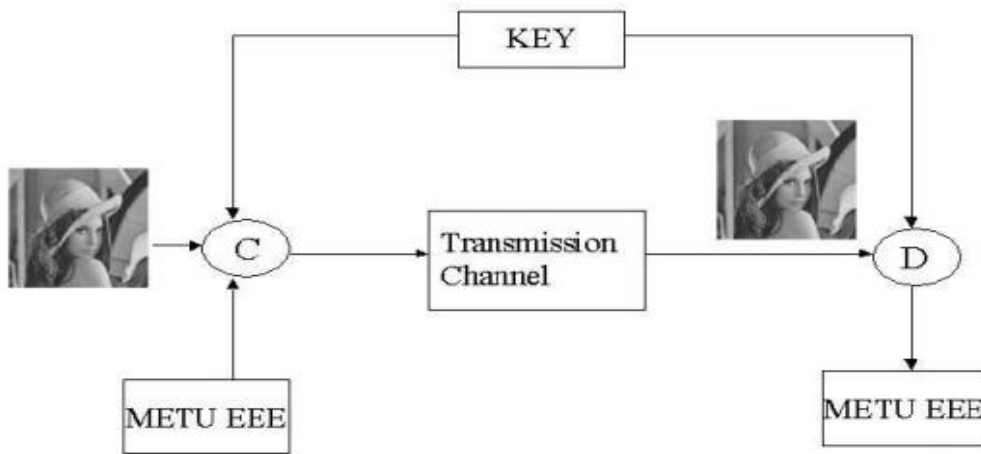 KEY
C
Transmission
Channel
D
METU EEE
METU EEE